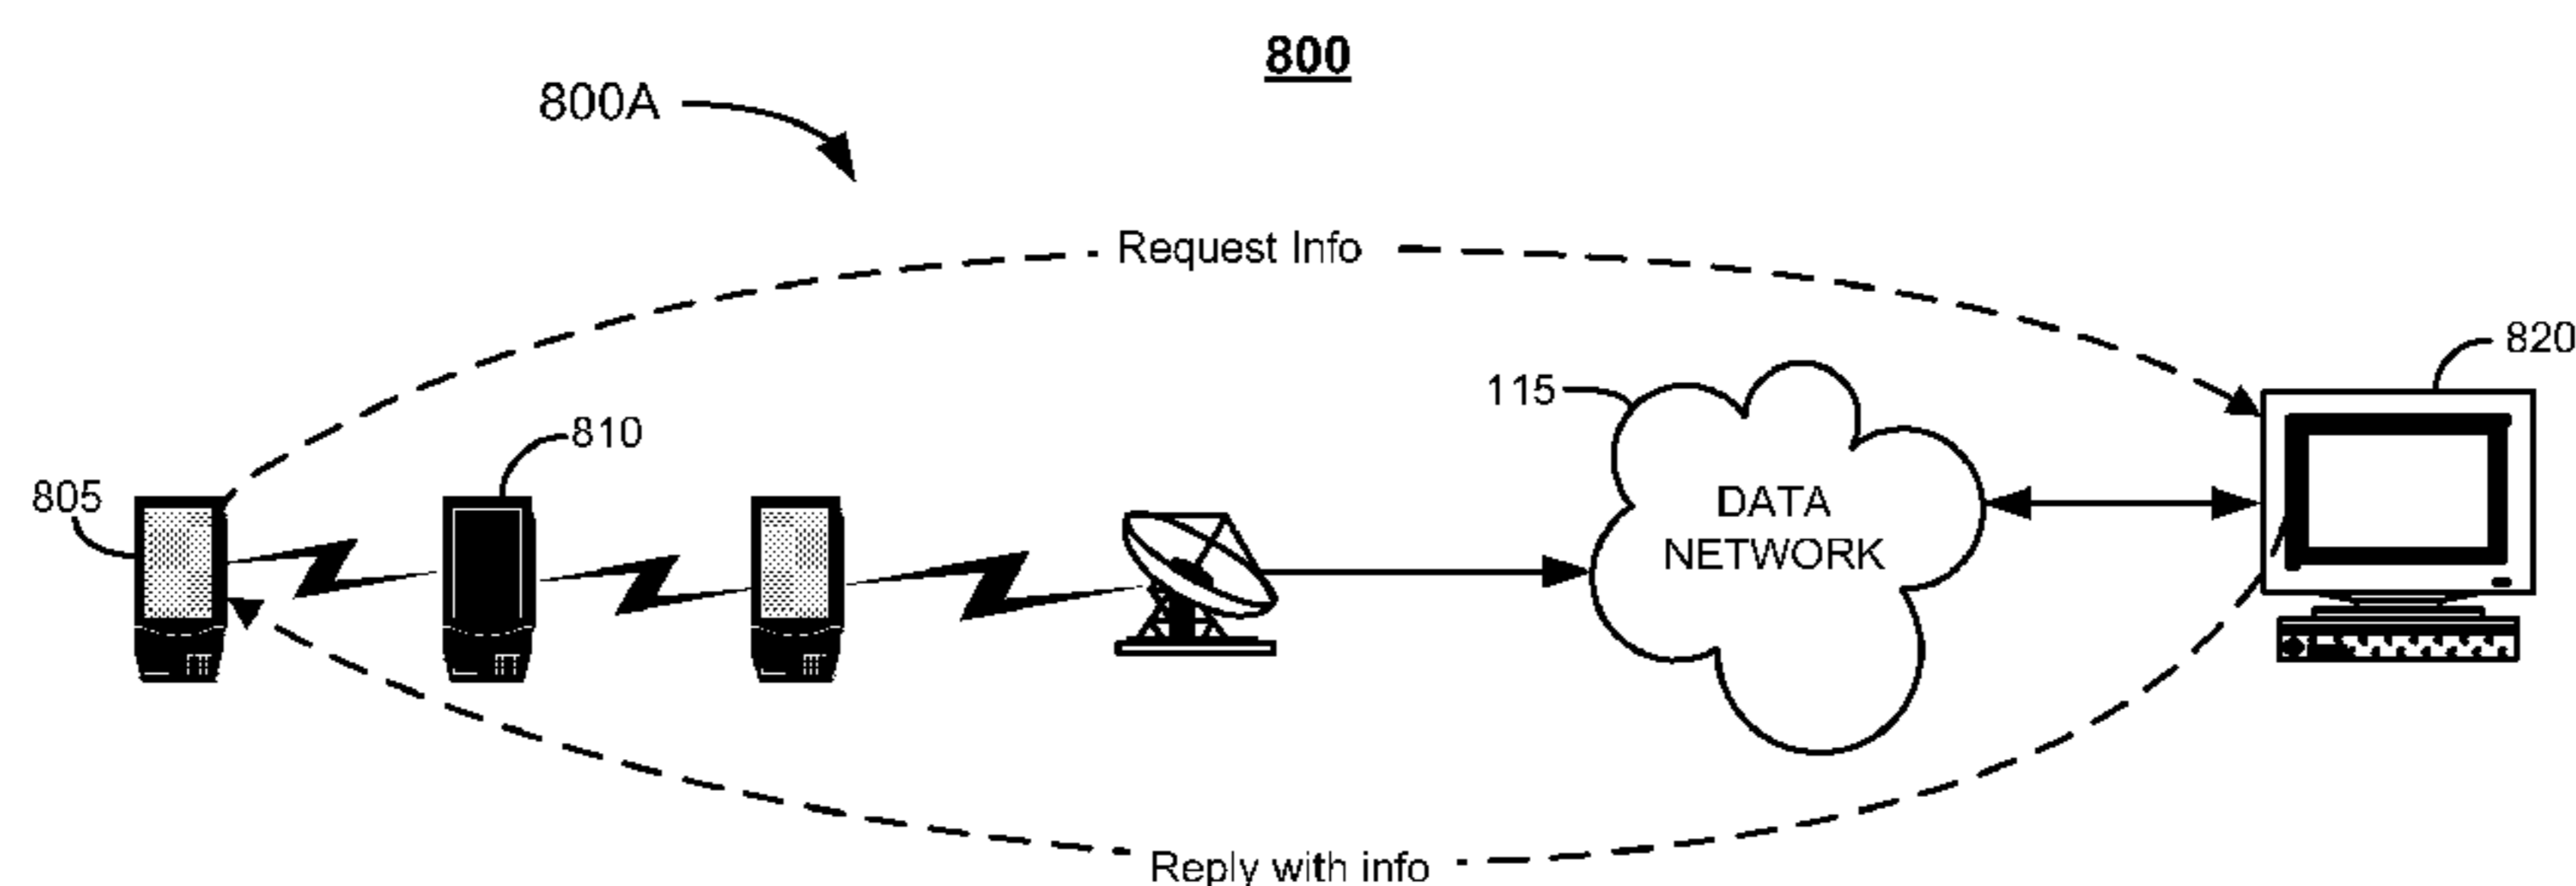 800
800A
Request Info
820
115
810
805
DATA
NETWORK
Reply with info